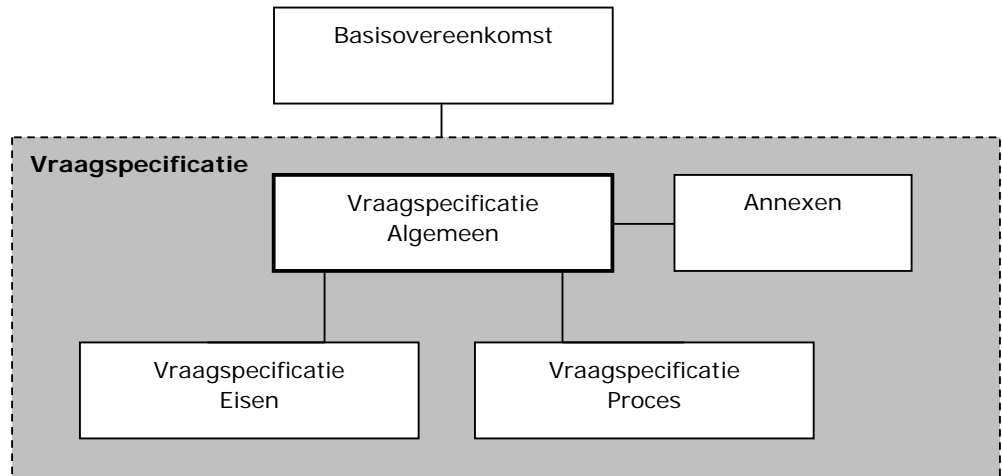 Basisovereenkomst
Vraagspecificatie
Vraagspecificatie
Algemeen
Annexen
Vraagspecificatie
Eisen
Vraagspecificatie
Proces